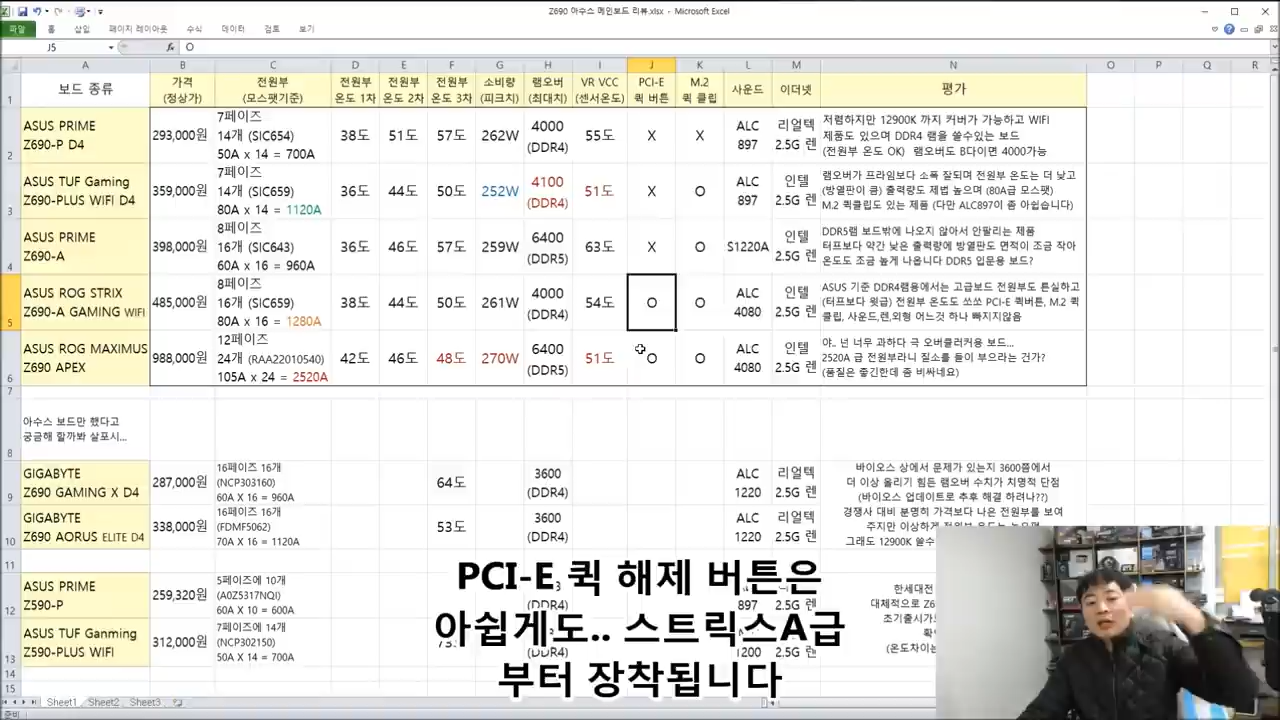 Z690 아수스 메인보드 리뷰.xlsx - Microsoft Excel
파일 홈 삽입 페이지 레이아웃 수식 데이터 검토 보기
J5 fx O
A B C D E F G H I J K L M N O P Q R
1 보드 종류 가격 (정상가) 전원부 (모스팻기준) 전원부 온도 1차 전원부 온도 2차 전원부 온도 3차 소비량 (피크치) 램오버 (최대치) VR VCC (센서온도) PCI-E 퀵 버튼 M.2 퀵 클립 사운드 이더넷 평가
2 ASUS PRIME Z690-P D4 293,000원 7페이즈 14개 (SIC654) 50A x 14 = 700A 38도 51도 57도 262W 4000 (DDR4) 55도 X X ALC 897 리얼텍 2.5G 렌 저렴하지만 12900K 까지 커버가 가능하고 WIFI 제품도 있으며 DDR4 램을 쓸수있는 보드 (전원부 온도 OK) 램오버도 B다이면 4000가능
3 ASUS TUF Gaming Z690-PLUS WIFI D4 359,000원 7페이즈 14개 (SIC659) 80A x 14 = 1120A 36도 44도 50도 252W 4100 (DDR4) 51도 X O ALC 897 인텔 2.5G 렌 램오버가 프라임보다 소폭 잘되며 전원부 온도는 더 낮고 (방열판이 큼) 출력량도 제법 높으며 (80A급 모스팻) M.2 퀵클립도 있는 제품 (다만 ALC897이 좀 아쉽습니다)
4 ASUS PRIME Z690-A 398,000원 8페이즈 16개 (SIC643) 60A x 16 = 960A 36도 46도 57도 259W 6400 (DDR5) 63도 X O S1220A 인텔 2.5G 렌 DDR5램 보드밖에 나오지 않아서 안팔리는 제품 터프보다 약간 낮은 출력량에 방열판도 면적이 조금 작아 온도도 조금 높게 나옵니다 DDR5 입문용 보드?
5 ASUS ROG STRIX Z690-A GAMING WIFI 485,000원 8페이즈 16개 (SIC659) 80A x 16 = 1280A 38도 44도 50도 261W 4000 (DDR4) 54도 O O ALC 4080 인텔 2.5G 렌 ASUS 기준 DDR4램용에서는 고급보드 전원부도 튼실하고 (터프보다 윗급) 전원부 온도도 쏘쏘 PCI-E 퀵버튼, M.2 퀵 클립, 사운드,렌,외형 어느것 하나 빠지지않음
6 ASUS ROG MAXIMUS Z690 APEX 988,000원 12페이즈 24개 (RAA22010540) 105A x 24 = 2520A 42도 46도 48도 270W 6400 (DDR5) 51도 O O ALC 4080 인텔 2.5G 렌 야.. 넌 너무 과하다 극 오버클러커용 보드... 2520A 급 전원부라니 질소를 들이 부으라는 건가? (품질은 좋긴한데 좀 비싸네요)
7
8 아수스 보드만 했다고 궁금해 할까봐 살포시...
9 GIGABYTE Z690 GAMING X D4 287,000원 16페이즈 16개 (NCP303160) 60A X 16 = 960A 64도 3600 (DDR4) ALC 1220 리얼텍 2.5G 렌 바이오스 상에서 문제가 있는지 3600쯤에서 더 이상 올리기 힘든 램오버 수치가 치명적 단점 (바이오스 업데이트로 추후 해결 하려나??)
10 GIGABYTE Z690 AORUS ELITE D4 338,000원 16페이즈 16개 (FDMF5062) 70A X 16 = 1120A 53도 3600 (DDR4) ALC 1220 리얼텍 2.5G 렌 경쟁사 대비 분명히 가격보다 나은 전원부를 보여 주지만 이상하게 그래도 12900K
11
12 ASUS PRIME Z590-P 259,320원 5페이즈에 10개 (AOZ5317NQI) 60A X 10 = 600A (DDR4) 897 2.5G 렌 한세대전 대체적으로 초기출시가
13 ASUS TUF Ganming Z590-PLUS WIFI 312,000원 7페이즈에 14개 (NCP302150) 50A X 14 = 700A (DDR4) 1200 2.5G 렌 (온도차이는
14
15
PCI-E 퀵 해제 버튼은
아쉽게도.. 스트릭스A급
부터 장착됩니다
Sheet1 Sheet2 Sheet3
준비